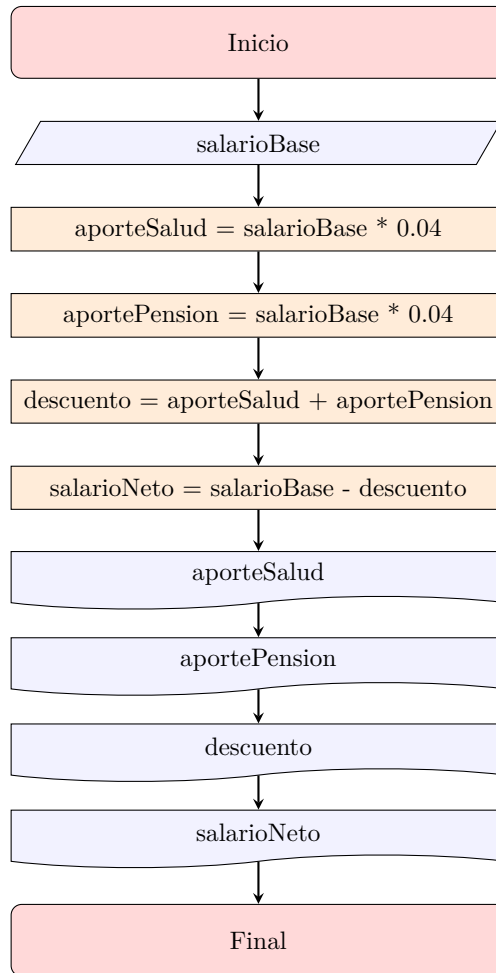 Inicio
salarioBase
aporteSalud = salarioBase * 0.04
aportePension = salarioBase * 0.04
descuento = aporteSalud + aportePension
salarioNeto = salarioBase - descuento
aporteSalud
aportePension
descuento
salarioNeto
Final